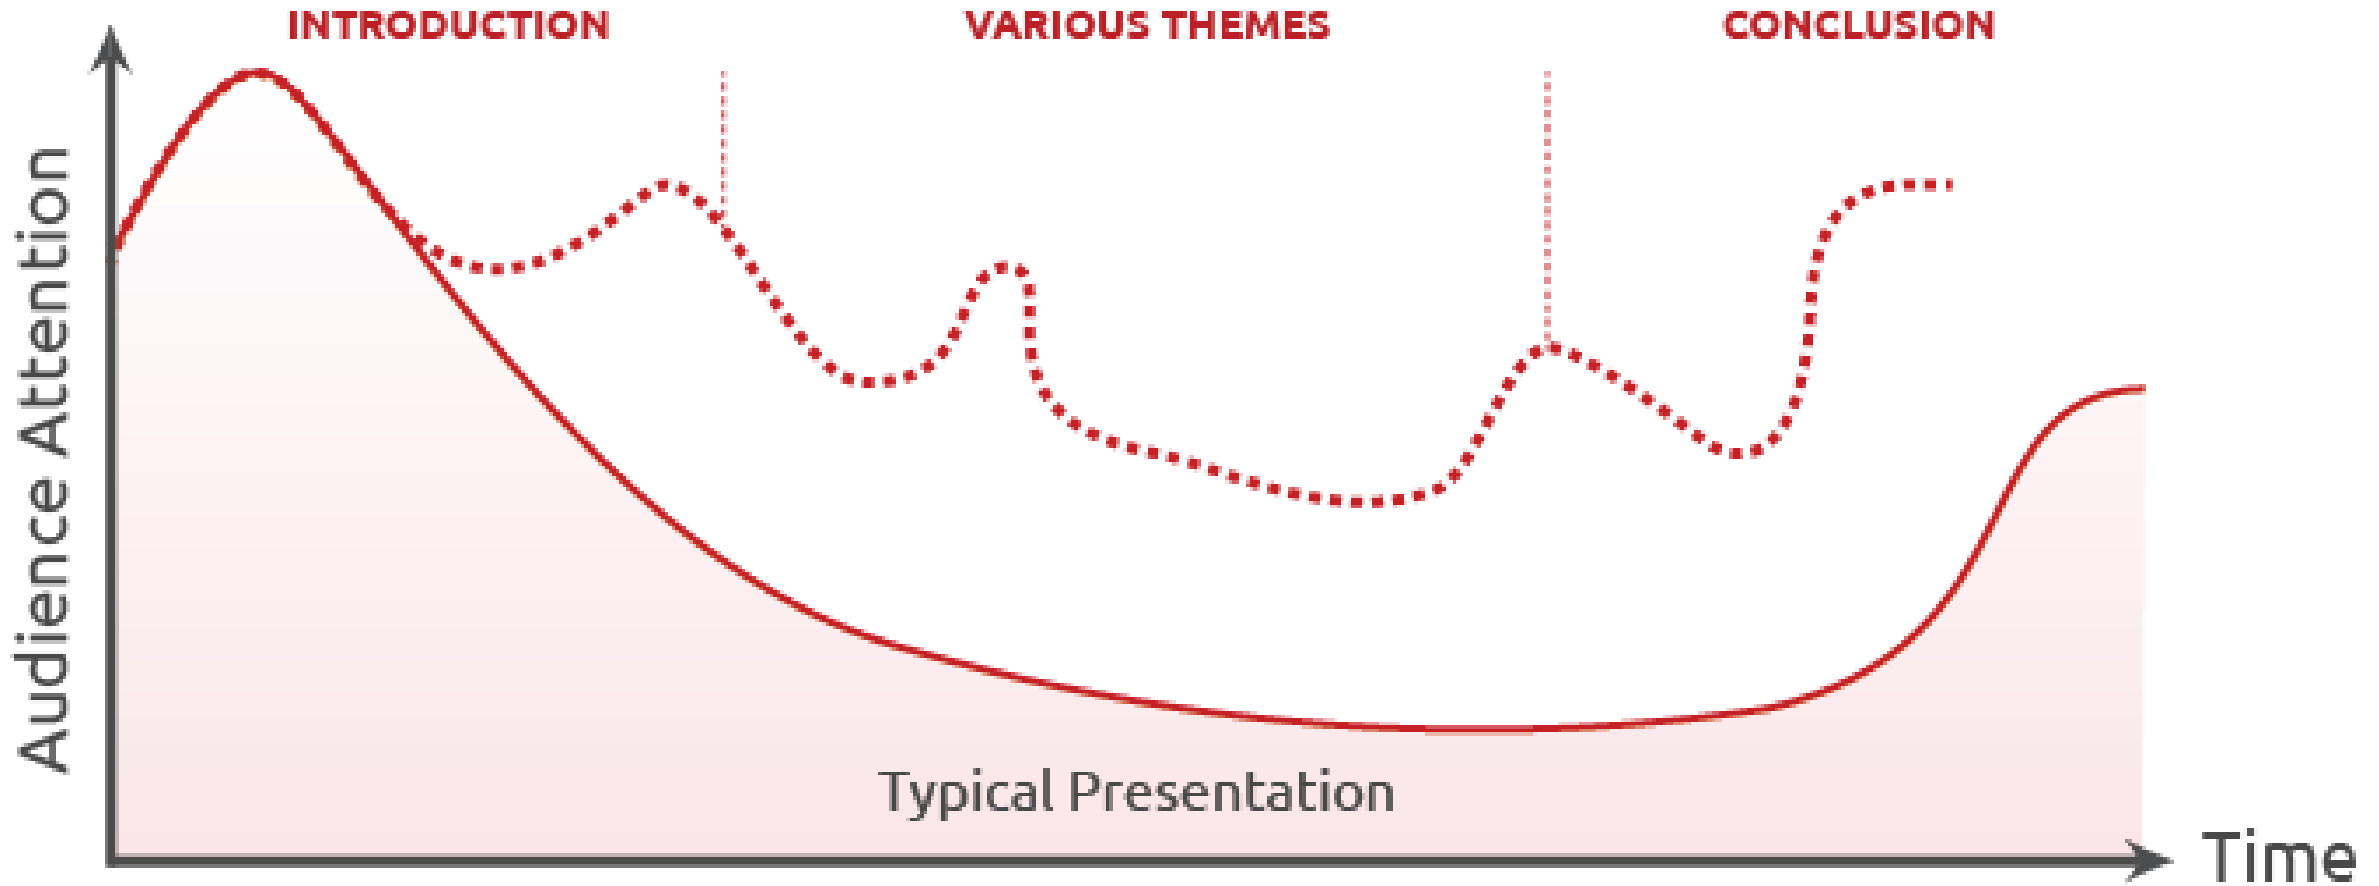 INTRODUCTION
VARIOUS THEMES
CONCLUSION
Audience Attention
Typical Presentation
Time